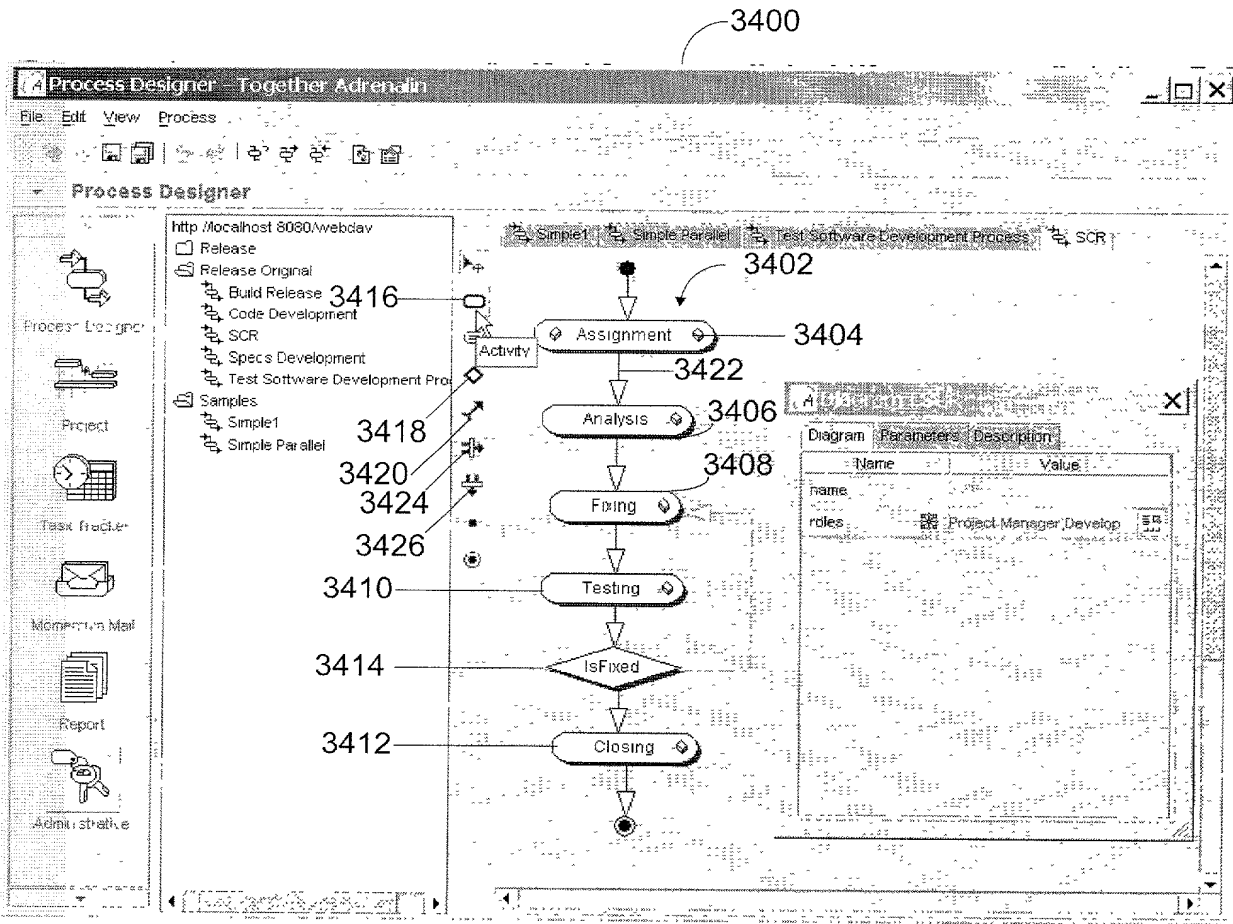 3400
Process Designer - Together Adrenalin
File Edit View Process
Process Designer
http //localhost 8080/webdav
Release
Release Original
Build Release
Code Development
SCR
Specs Development
Test Software Development Pro
Samples
Simple1
Simple Parallel
Process Designer
Project
Task Tracker
Momentum Mail
Report
Administrative
3416
Activity
3418
3420
3424
3426
3410
3414
3412
Simple1 Simple Parallel Test Software Development Process SCR
3402
Assignment
3404
3422
Analysis
3406
3408
Fixing
Testing
IsFixed
Closing
Diagram Parameters Description
Name Value
name
roles Project Manager Develop